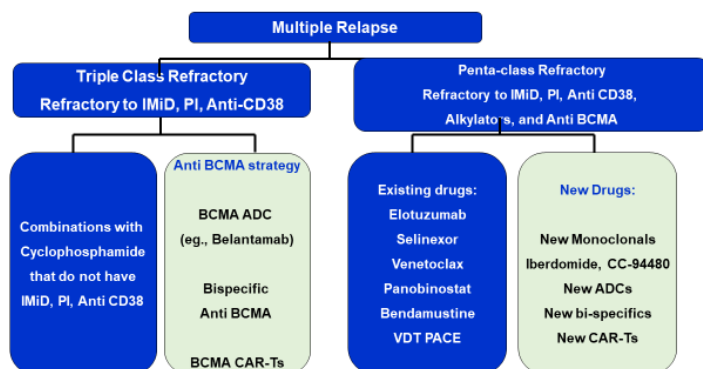 Multiple Relapse
Triple Class Refractory
Refractory to IMiD, PI, Anti-CD38
Penta-class Refractory
Refractory to IMiD, PI, Anti CD38,
Alkylators, and Anti BCMA
Combinations with
Cyclophosphamide
that do not have
IMiD, PI, Anti CD38
Anti BCMA strategy
BCMA ADC
(eg., Belantamab)
Bispecific
Anti BCMA
BCMA CAR-Ts
Existing drugs:
Elotuzumab
Selinexor
Venetoclax
Panobinostat
Bendamustine
VDT PACE
New Drugs:
New Monoclonals
Iberdomide, CC-94480
New ADCs
New bi-specifics
New CAR-Ts